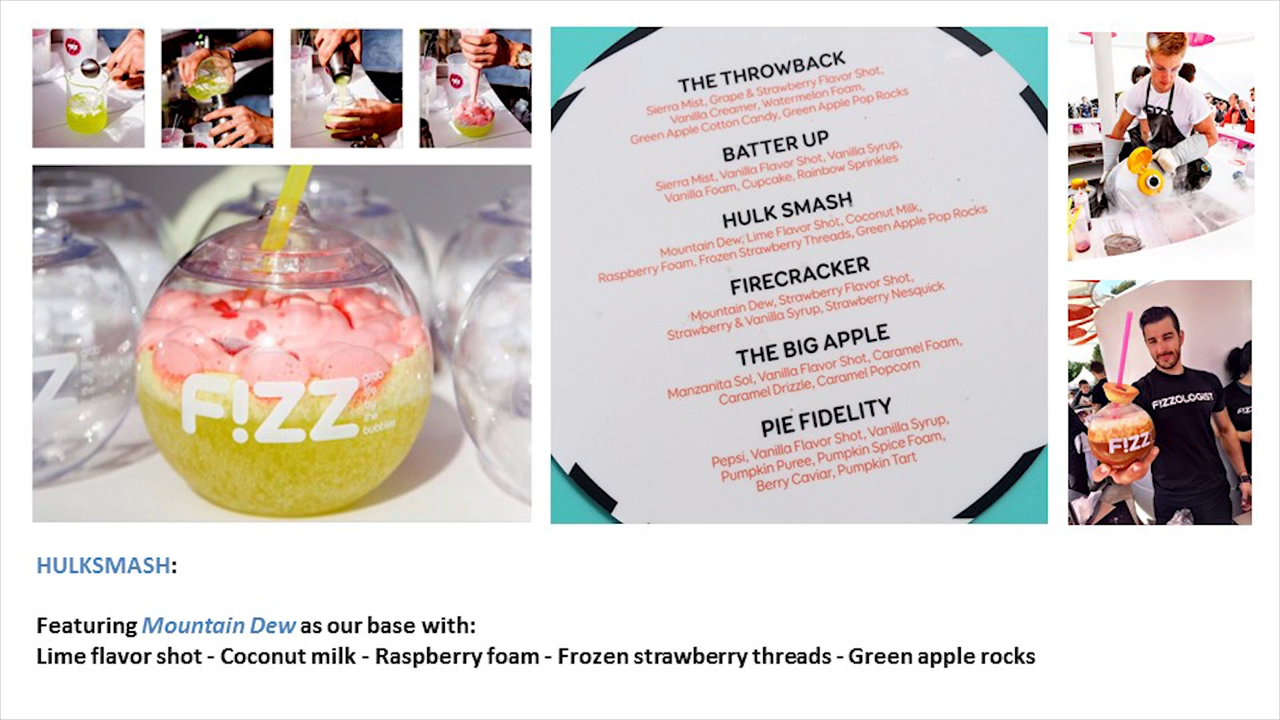 THE THROWBACK
Sierra Mist, Grape & Strawberry Flavor Shot,
Vanilla Creamer, Watermelon Foam,
Green Apple Cotton Candy, Green Apple Pop Rocks
BATTER UP
Sierra Mist, Vanilla Flavor Shot, Vanilla Syrup,
Vanilla Foam, Cupcake, Rainbow Sprinkles
HULK SMASH
Mountain Dew, Lime Flavor Shot, Coconut Milk,
Raspberry Foam, Frozen Strawberry Threads, Green Apple Pop Rocks
FIRECRACKER
Mountain Dew, Strawberry Flavor Shot,
Strawberry & Vanilla Syrup, Strawberry Nesquick
THE BIG APPLE
Manzanita Sol, Vanilla Flavor Shot, Caramel Foam,
Caramel Drizzle, Caramel Popcorn
PIE FIDELITY
Pepsi, Vanilla Flavor Shot, Vanilla Syrup,
Pumpkin Puree, Pumpkin Spice Foam,
Berry Caviar, Pumpkin Tart
F!ZZ
bubbles
F!ZZOLOGIST
F!ZZ
HULKSMASH:
Featuring Mountain Dew as our base with:
Lime flavor shot - Coconut milk - Raspberry foam - Frozen strawberry threads - Green apple rocks